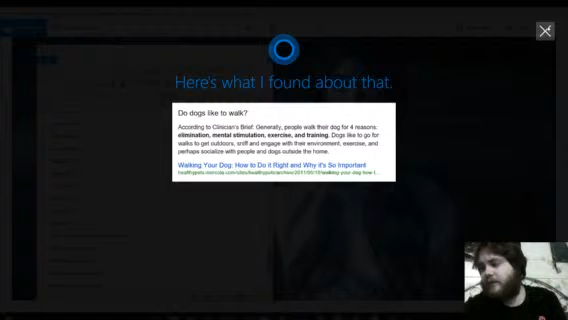 Here's what I found about that.
Do dogs like to walk?
According to Clinician's Brief: Generally, people walk their dog for 4 reasons:
elimination, mental stimulation, exercise, and training. Dogs like to go for
walks to get outdoors, sniff and engage with their environment, exercise, and
perhaps socialize with people and dogs outside the home.
Walking Your Dog: How to Do it Right and Why it's So Important